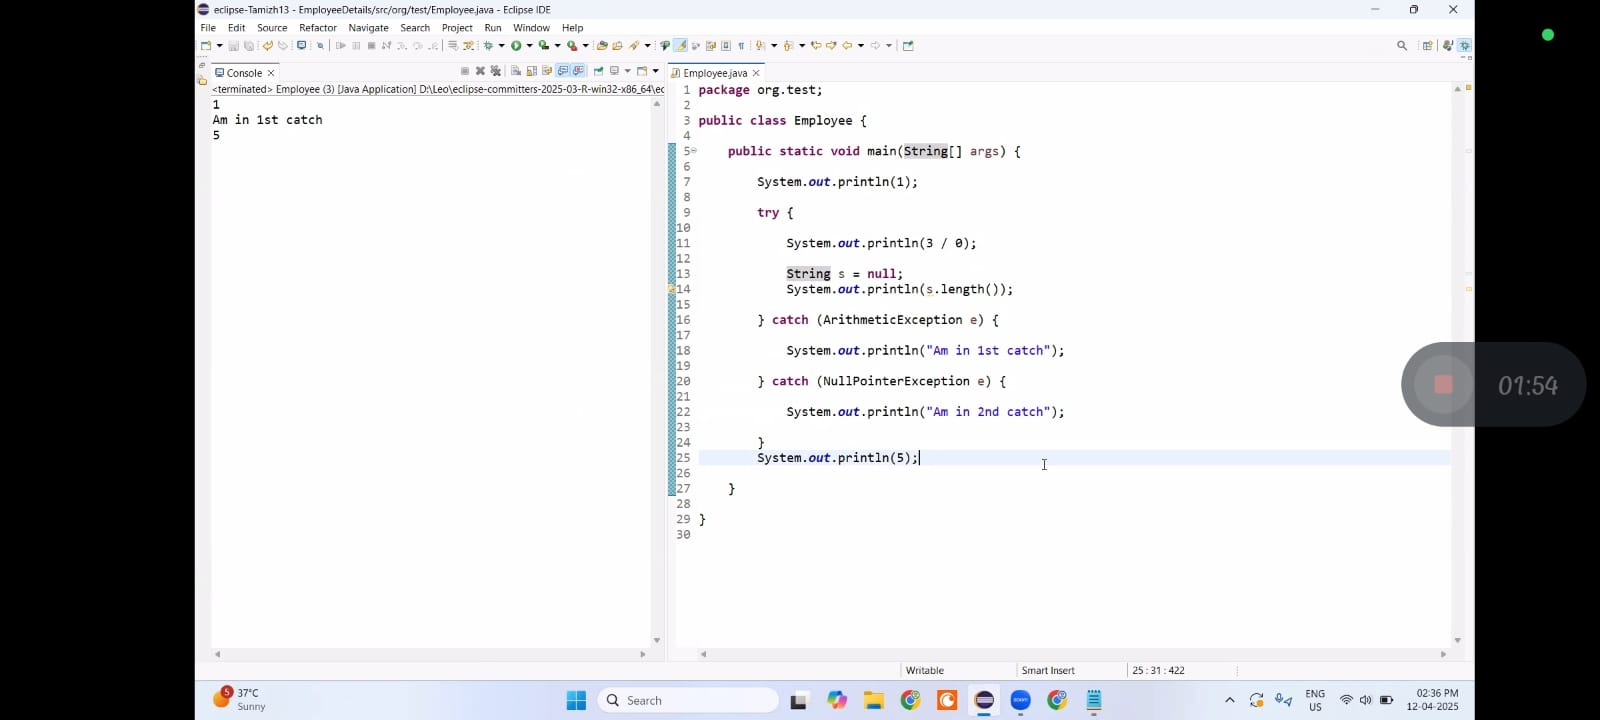 eclipse-Tamizh13 - EmployeeDetails/src/org/test/Employee.java - Eclipse IDE
File Edit Source Refactor Navigate Search Project Run Window Help
Console
<terminated> Employee (3) [Java Application] D:\Leo\eclipse-committers-2025-03-R-win32-x86_64\ec
1
Am in 1st catch
5
Employee.java
1 package org.test;
2
3 public class Employee {
4
5 public static void main(String[] args) {
6
7 System.out.println(1);
8
9 try {
10
11 System.out.println(3 / 0);
12
13 String s = null;
14 System.out.println(s.length());
15
16 } catch (ArithmeticException e) {
17
18 System.out.println("Am in 1st catch");
19
20 } catch (NullPointerException e) {
21
22 System.out.println("Am in 2nd catch");
23
24 }
25 System.out.println(5);
26
27 }
28
29 }
30
01:54
Writable Smart Insert 25 : 31 : 422
5
37°C
Sunny
Search
zoom
ENG
US
02:36 PM
12-04-2025